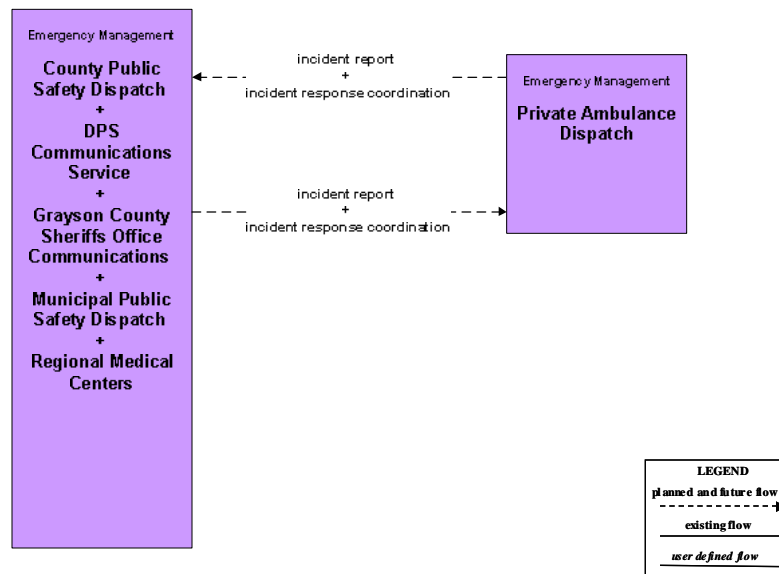 Emergency Management
County Public
Safety Dispatch
+
DPS
Communications
Service
+
Grayson County
Sheriffs Office
Communications
+
Municipal Public
Safety Dispatch
+
Regional Medical
Centers
incident report
+
incident response coordination
incident report
+
incident response coordination
Emergency Management
Private Ambulance
Dispatch
LEGEND
planned and future flow
existing flow
user defined flow